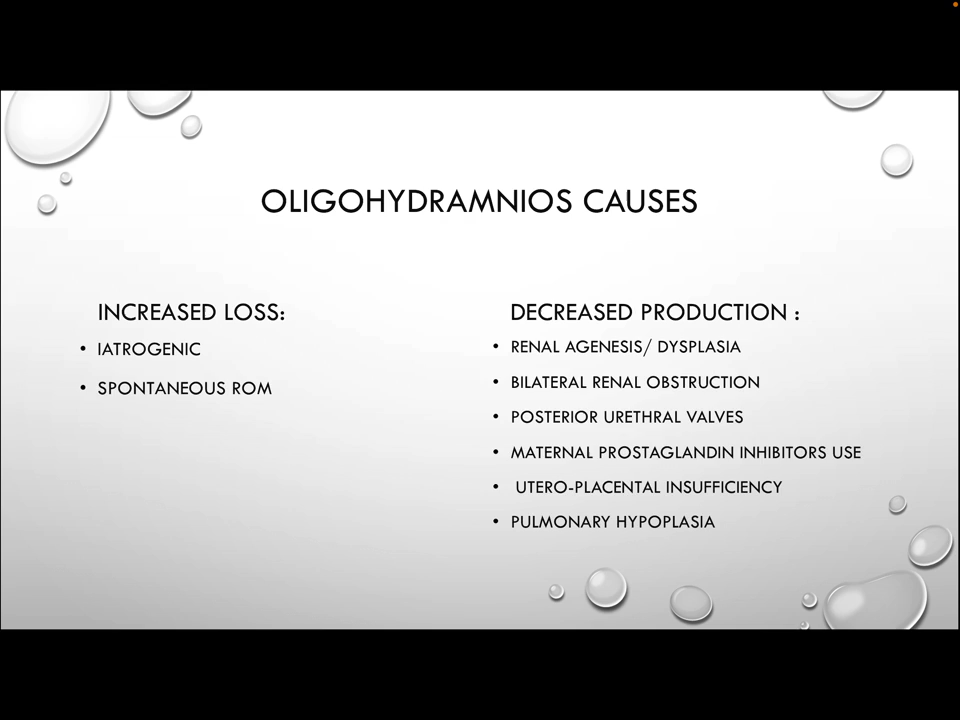 OLIGOHYDRAMNIOS CAUSES
INCREASED LOSS:
• IATROGENIC
• SPONTANEOUS ROM
DECREASED PRODUCTION :
• RENAL AGENESIS/ DYSPLASIA
• BILATERAL RENAL OBSTRUCTION
• POSTERIOR URETHRAL VALVES
• MATERNAL PROSTAGLANDIN INHIBITORS USE
• UTERO-PLACENTAL INSUFFICIENCY
• PULMONARY HYPOPLASIA